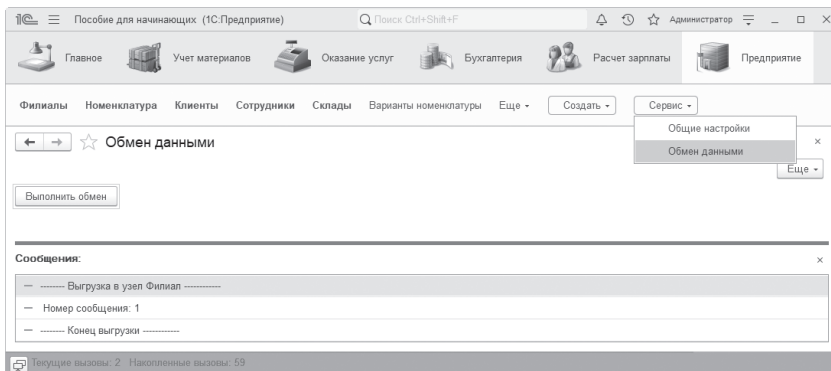 Пособие для начинающих (1С:Предприятие) Поиск Ctrl+Shift+F Администратор
Главное Учет материалов Оказание услуг Бухгалтерия Расчет зарплаты Предприятие
Филиалы Номенклатура Клиенты Сотрудники Склады Варианты номенклатуры Еще Создать Сервис
Общие настройки
Обмен данными
Обмен данными
Еще
Выполнить обмен
Сообщения:
— -------- Выгрузка в узел Филиал ------------
— Номер сообщения: 1
— -------- Конец выгрузки ------------
Текущие вызовы: 2 Накопленные вызовы: 59